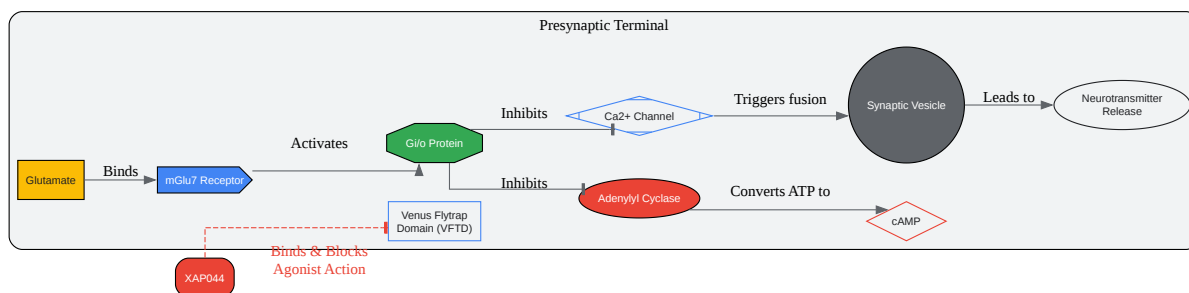 Presynaptic Terminal
Glutamate
Binds
mGlu7 Receptor
Activates
Gi/o Protein
Inhibits
Ca2+ Channel
Triggers fusion
Synaptic Vesicle
Leads to
Neurotransmitter
Release
Inhibits
Adenylyl Cyclase
Converts ATP to
cAMP
Venus Flytrap
Domain (VFTD)
Binds & Blocks
Agonist Action
XAP044